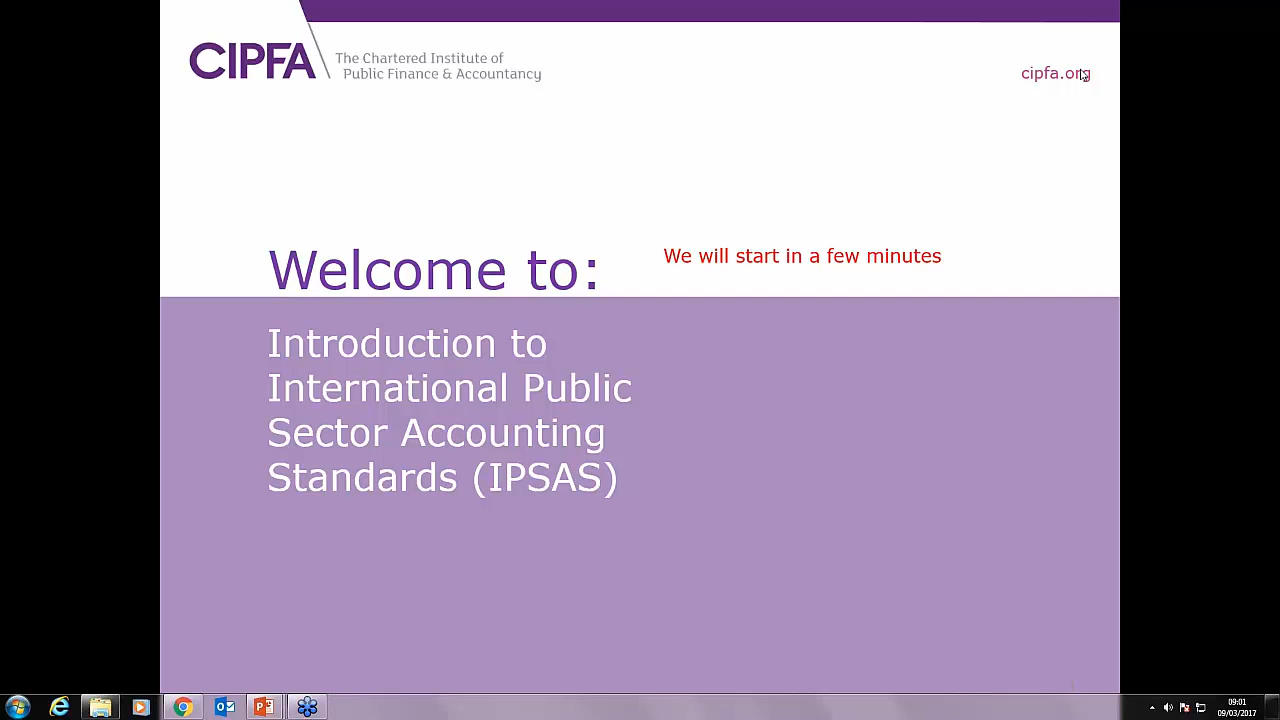 CIPFA
The Chartered Institute of
Public Finance & Accountancy
cipfa.org
Welcome to:
We will start in a few minutes
Introduction to
International Public
Sector Accounting
Standards (IPSAS)
09:01
09/03/2017